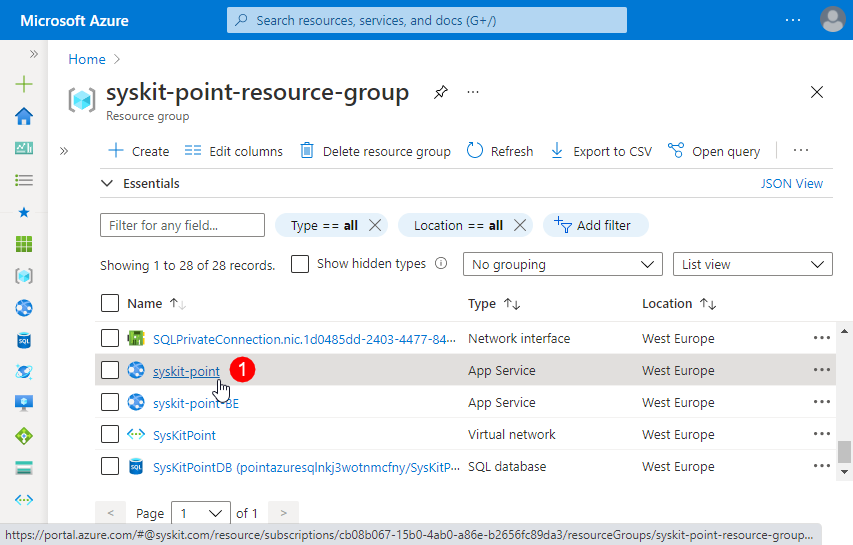 Microsoft Azure
Search resources, services, and docs (G+/)
Home
syskit-point-resource-group
Resource group
Create
Edit columns
Delete resource group
Refresh
Export to CSV
Open query
Essentials
JSON View
Filter for any field...
Type == all
Location == all
Add filter
Showing 1 to 28 of 28 records.
Show hidden types
No grouping
List view
Name
Type
Location
SQLPrivateConnection.nic.1d0485dd-2403-4477-84...
Network interface
West Europe
syskit-point
1
App Service
West Europe
syskit-point-BE
App Service
West Europe
SysKitPoint
Virtual network
West Europe
SysKitPointDB (pointazuresqlnkj3wotnmcfny/SysKitP...
SQL database
West Europe
< Page 1 of 1 >
https://portal.azure.com/#@syskit.com/resource/subscriptions/cb08b067-15b0-4ab0-a86e-b2656fc89da3/resourceGroups/syskit-point-resource-group...